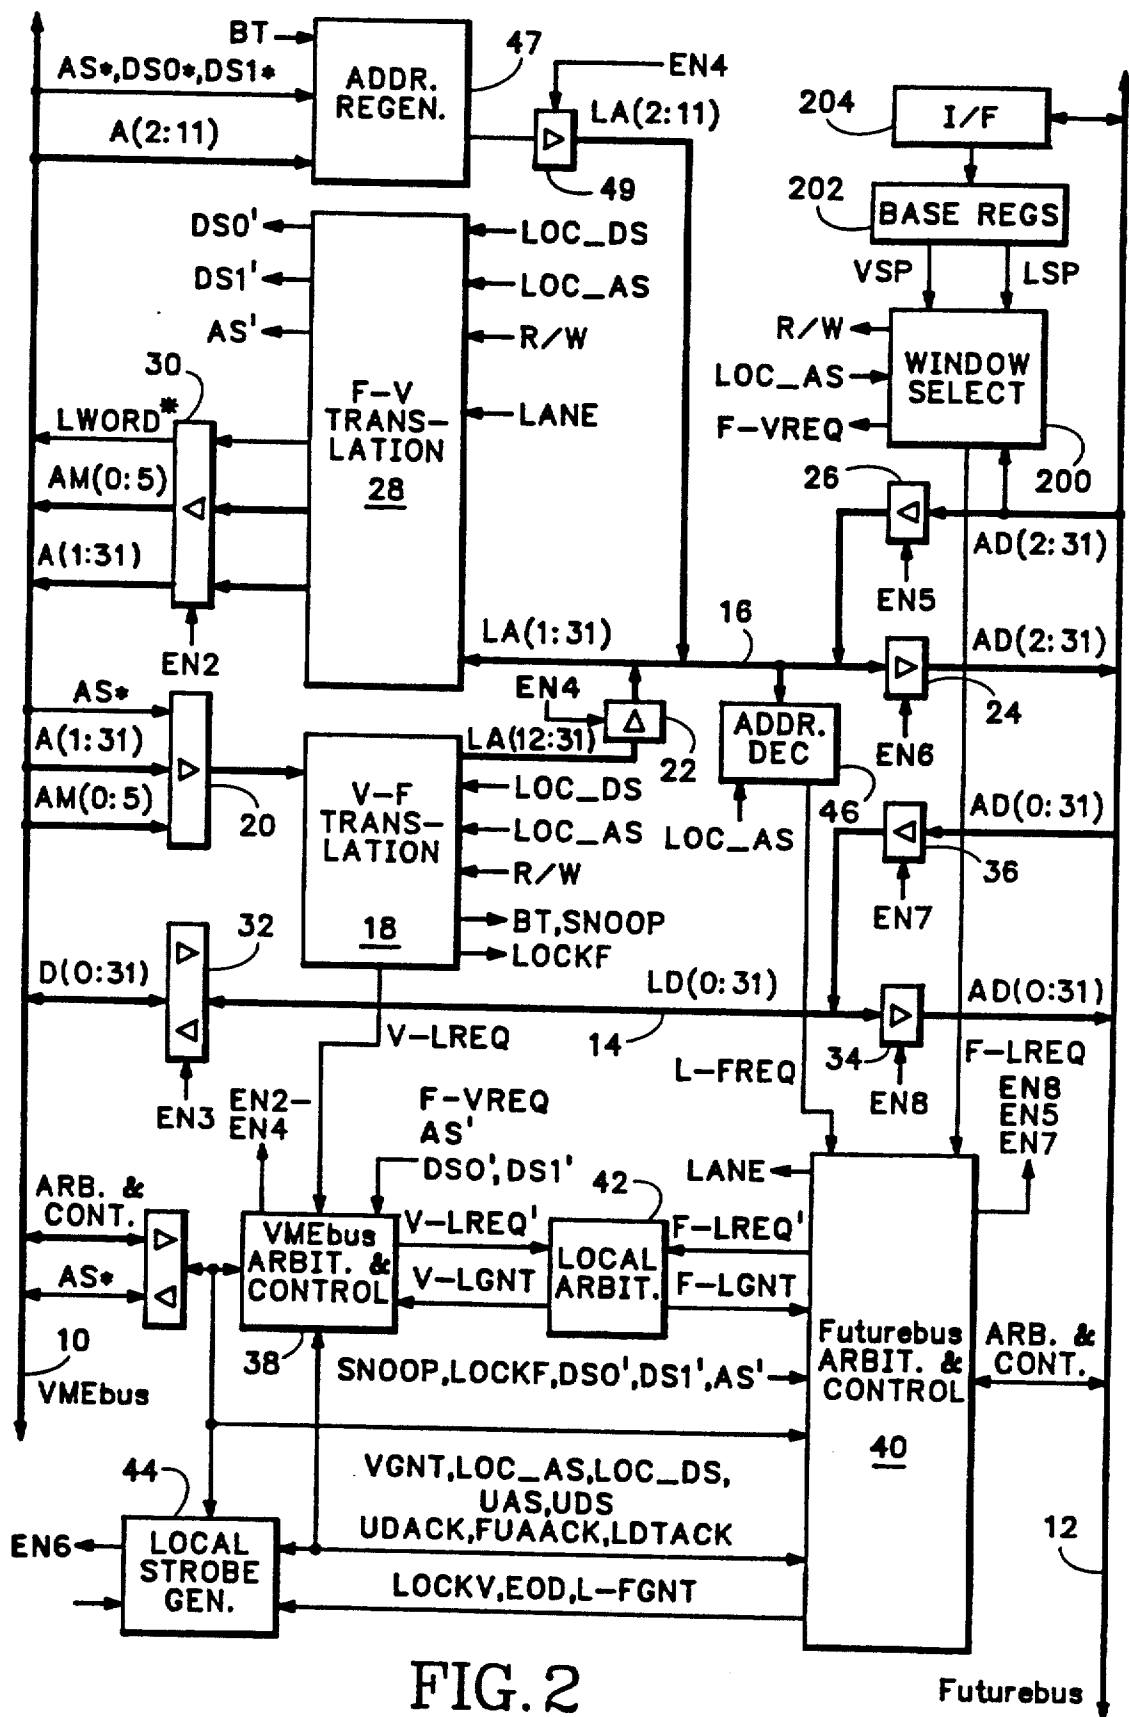 BT
AS*,DS0*,DS1*
A(2:11)
ADDR.
REGEN.
47
EN4
LA(2:11)
49
204
I/F
202
BASE REGS
VSP
LSP
R/W
LOC_AS
F-VREQ
WINDOW
SELECT
200
DS0'
DS1'
AS'
LOC_DS
LOC_AS
R/W
LANE
F-V
TRANS-
LATION
28
30
LWORD*
AM(0:5)
A(1:31)
EN2
26
AD(2:31)
EN5
LA(1:31)
16
AD(2:31)
24
EN6
EN4
LA(12:31)
22
ADDR.
DEC
46
LOC_AS
AS*
A(1:31)
AM(0:5)
20
V-F
TRANS-
LATION
18
LOC_DS
LOC_AS
R/W
BT,SNOOP
LOCKF
AD(0:31)
36
EN7
32
D(0:31)
EN3
LD(0:31)
14
AD(0:31)
34
EN8
V-LREQ
L-FREQ
F-LREQ
EN8
EN5
EN7
EN2-
EN4
F-VREQ
AS'
DS0',DS1'
LANE
ARB. &
CONT.
AS*
VMEbus
ARBIT. &
CONTROL
38
V-LREQ'
V-LGNT
42
LOCAL
ARBIT.
F-LREQ'
F-LGNT
10
VMEbus
SNOOP,LOCKF,DS0',DS1',AS'
Futurebus
ARBIT. &
CONTROL
40
ARB. &
CONT.
44
LOCAL
STROBE
GEN.
EN6
VGNT,LOC_AS,LOC_DS,
UAS,UDS
UDACK,FUAACK,LDTACK
LOCKV,EOD,L-FGNT
12
Futurebus
FIG. 2